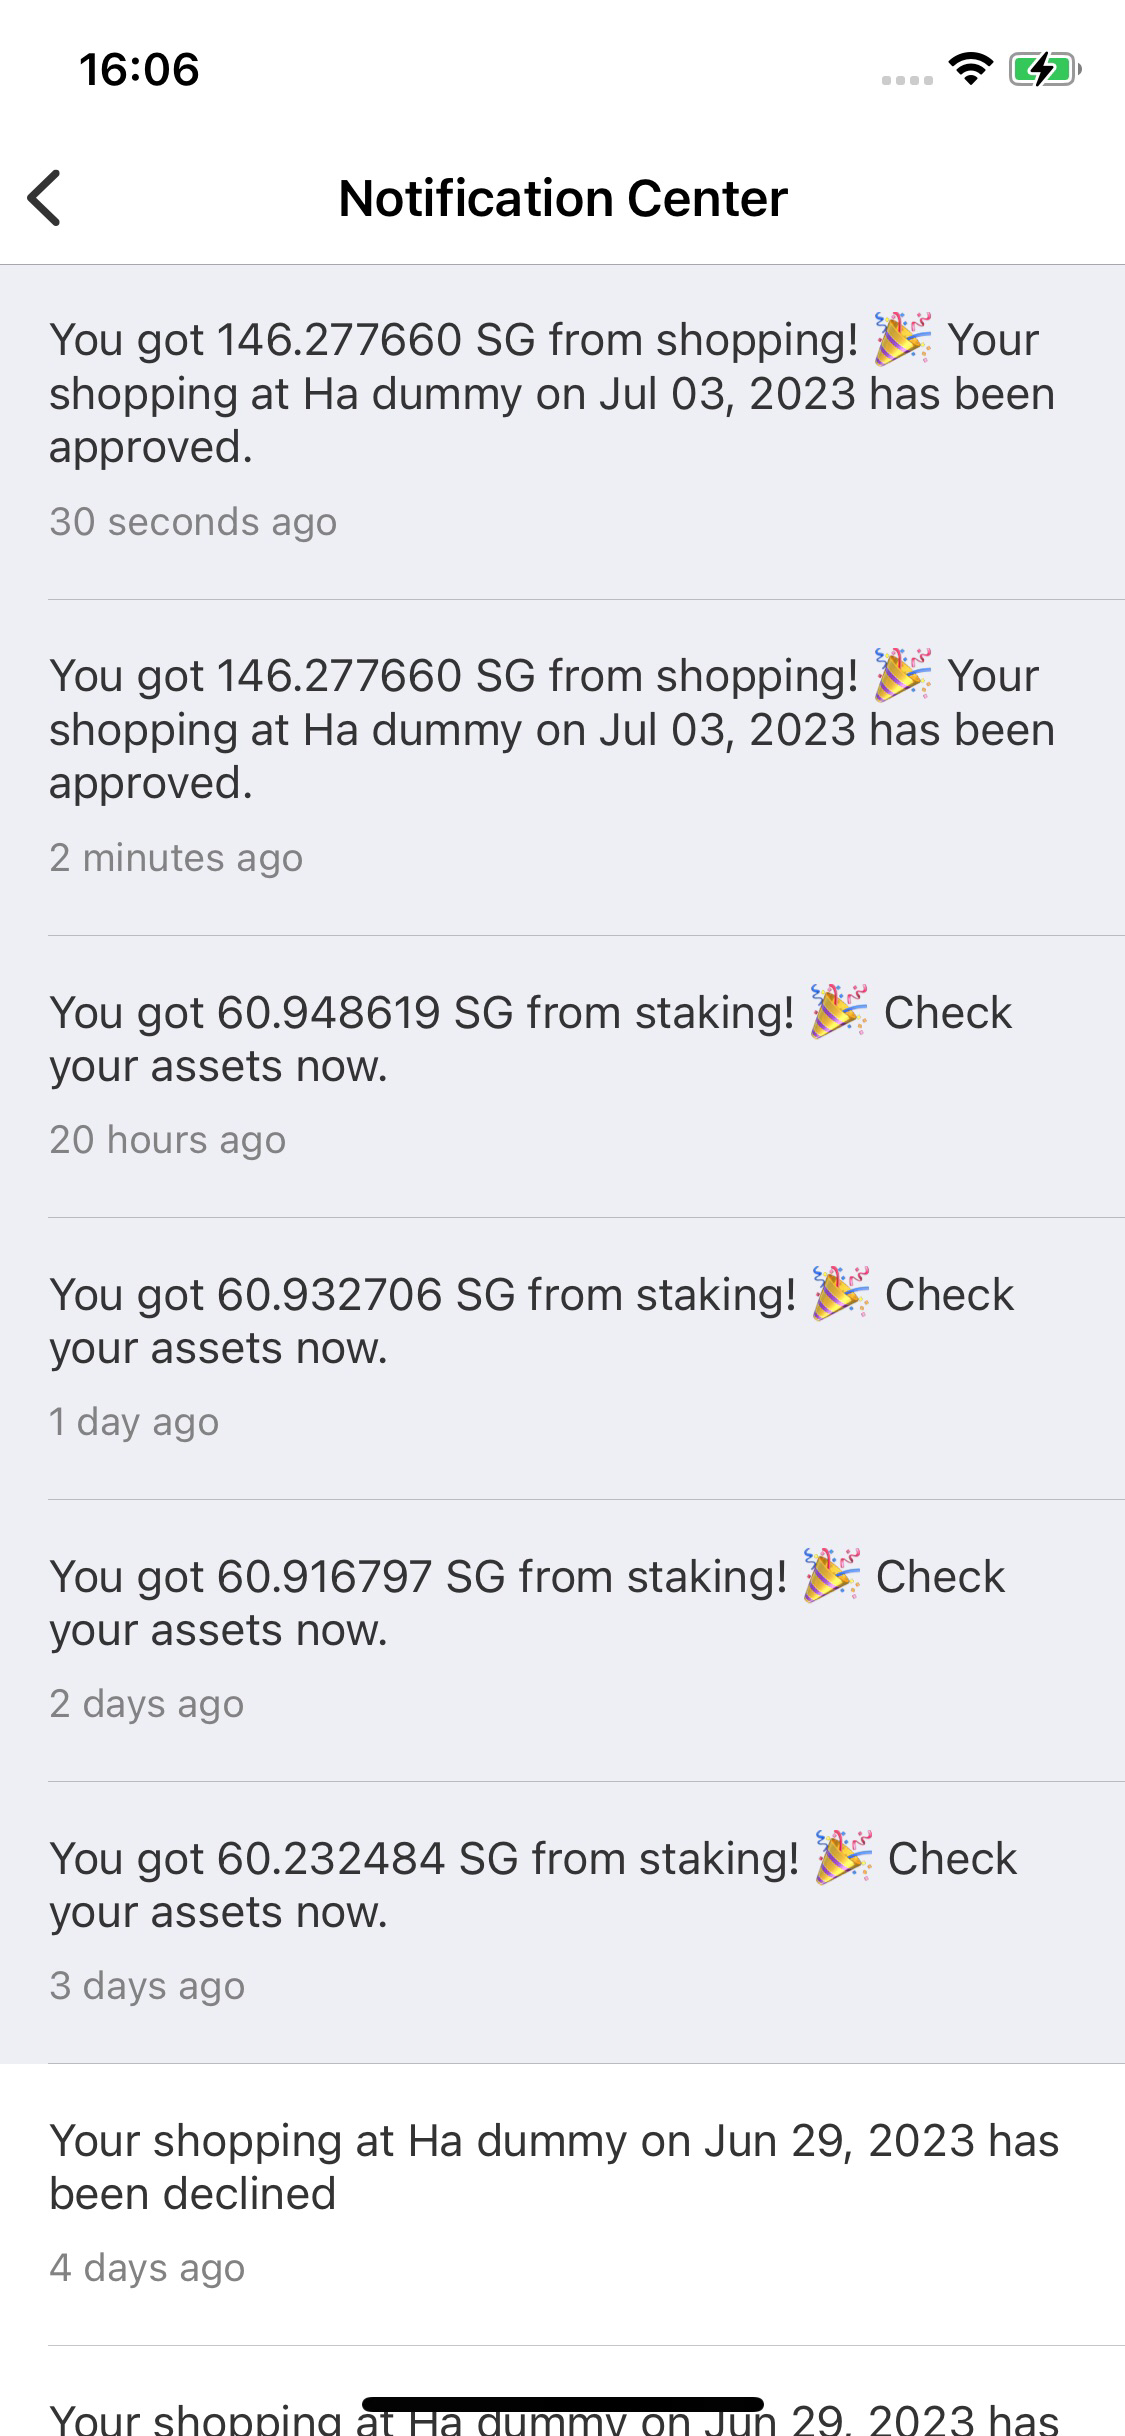 16:06
Notification Center
You got 146.277660 SG from shopping! 🎉 Your
shopping at Ha dummy on Jul 03, 2023 has been
approved.
30 seconds ago
You got 146.277660 SG from shopping! 🎉 Your
shopping at Ha dummy on Jul 03, 2023 has been
approved.
2 minutes ago
You got 60.948619 SG from staking! 🎉 Check
your assets now.
20 hours ago
You got 60.932706 SG from staking! 🎉 Check
your assets now.
1 day ago
You got 60.916797 SG from staking! 🎉 Check
your assets now.
2 days ago
You got 60.232484 SG from staking! 🎉 Check
your assets now.
3 days ago
Your shopping at Ha dummy on Jun 29, 2023 has
been declined
4 days ago
Your shopping at Ha dummy on Jun 29, 2023 has